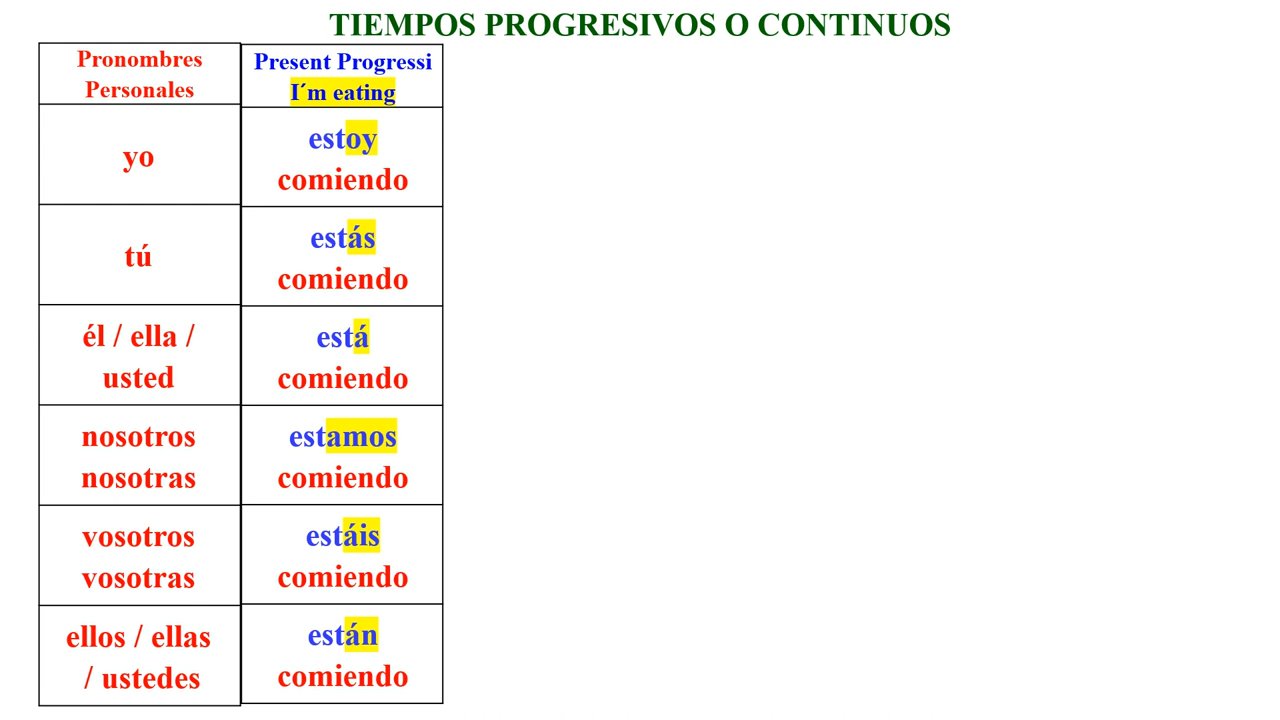 TIEMPOS PROGRESIVOS O CONTINUOS
Pronombres
Personales
Present Progressi
I´m eating
yo
estoy
comiendo
tú
estás
comiendo
él / ella /
usted
está
comiendo
nosotros
nosotras
estamos
comiendo
vosotros
vosotras
estáis
comiendo
ellos / ellas
/ ustedes
están
comiendo